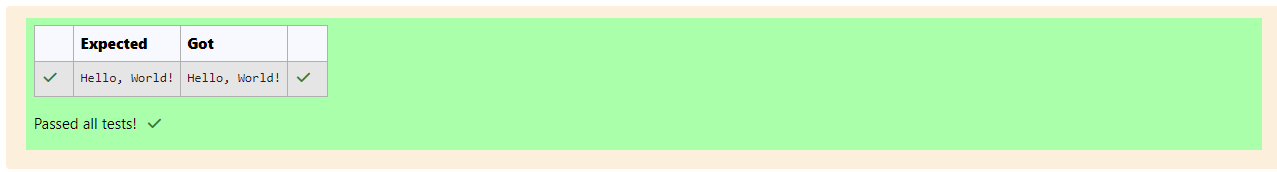 Expected Got
Hello, World! Hello, World!
Passed all tests!